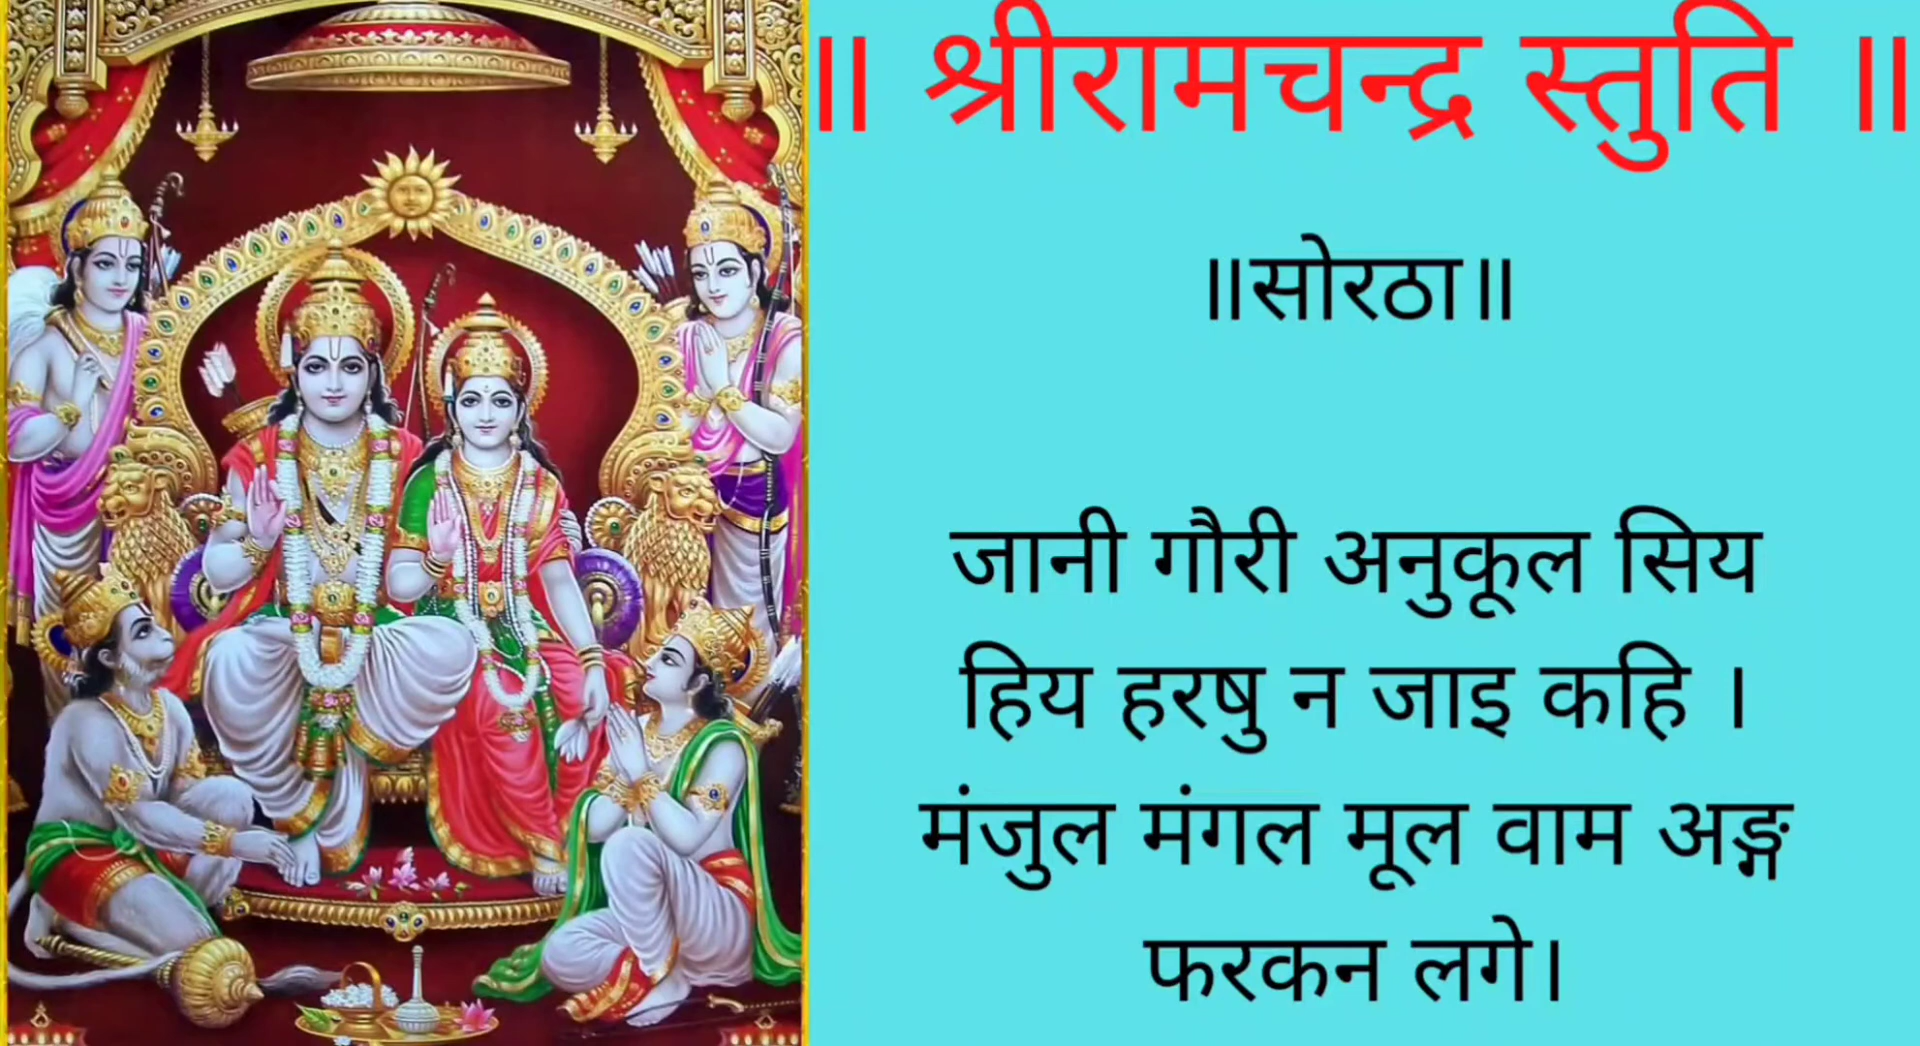 ॥ श्रीरामचन्द्र स्तुति ॥
॥सोरठा॥
जानी गौरी अनुकूल सिय
हिय हरषु न जाइ कहि ।
मंजुल मंगल मूल वाम अङ्ग
फरकन लगे।